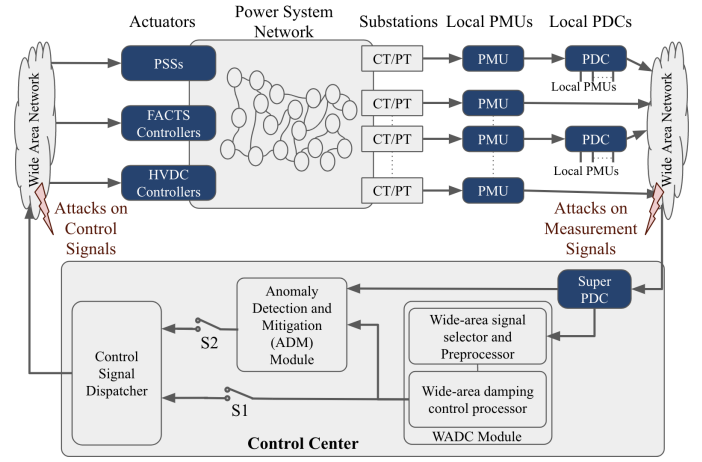 Actuators
Power System
Network
Substations
Local PMUs
Local PDCs
Wide Area Network
PSSs
FACTS
Controllers
HVDC
Controllers
CT/PT
PMU
PDC
Local PMUs
CT/PT
PMU
CT/PT
PMU
PDC
Local PMUs
CT/PT
PMU
Wide Area Network
Attacks on
Control
Signals
Attacks on
Measurement
Signals
Super
PDC
Anomaly
Detection and
Mitigation
(ADM)
Module
Wide-area signal
selector and
Preprocessor
Wide-area damping
control processor
WADC Module
Control
Signal
Dispatcher
S2
S1
Control Center